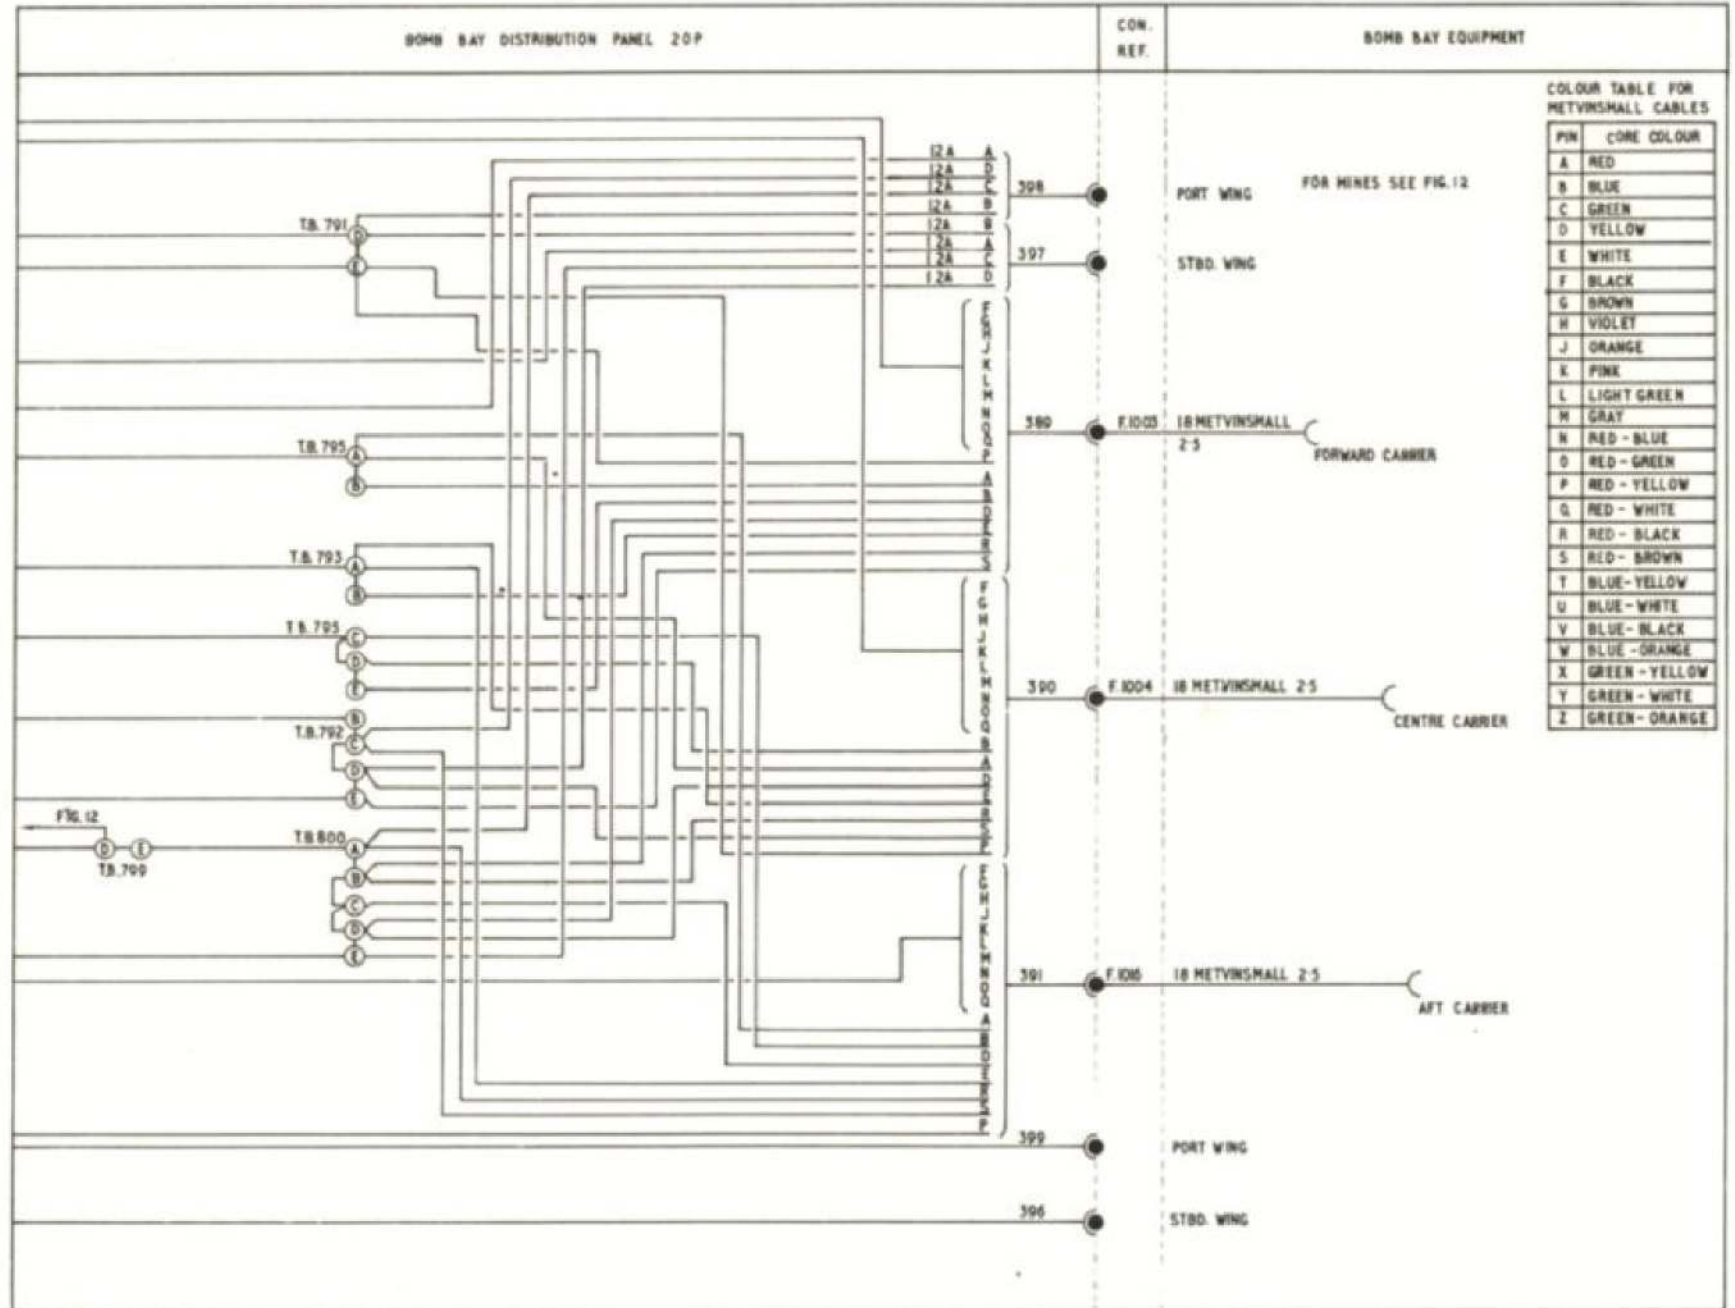 BOMB BAY DISTRIBUTION PANEL 20P
CON. REF.
BOMB BAY EQUIPMENT
COLOUR TABLE FOR
METVINSMALL CABLES
PIN CORE COLOUR
A RED
B BLUE
C GREEN
D YELLOW
E WHITE
F BLACK
G BROWN
H VIOLET
J ORANGE
K PINK
L LIGHT GREEN
M GRAY
N RED - BLUE
O RED - GREEN
P RED - YELLOW
Q RED - WHITE
R RED - BLACK
S RED - BROWN
T BLUE - YELLOW
U BLUE - WHITE
V BLUE - BLACK
W BLUE - ORANGE
X GREEN - YELLOW
Y GREEN - WHITE
Z GREEN - ORANGE
12A A
12A D
12A C
12A B
398
PORT WING
FOR MINES SEE FIG.12
12A B
12A A
12A C
12A D
397
STBD. WING
T.B. 791
D
E
F
G
H
J
K
L
M
N
O
Q
P
A
B
D
R
S
389
F.1003
18 METVINSMALL
2·5
FORWARD CARRIER
T.B. 795
A
B
T.B. 793
A
B
T.B. 795
C
D
E
F
G
H
J
K
L
M
N
O
Q
B
A
D
R
S
P
390
F.1004
18 METVINSMALL 2·5
CENTRE CARRIER
B
T.B. 792
C
D
E
FIG. 12
D E
T.B. 799
T.B. 800
A
B
C
D
E
F
G
H
J
K
L
M
N
O
Q
A
B
D
E
R
S
P
391
F.1016
18 METVINSMALL 2·5
AFT CARRIER
399
PORT WING
396
STBD. WING